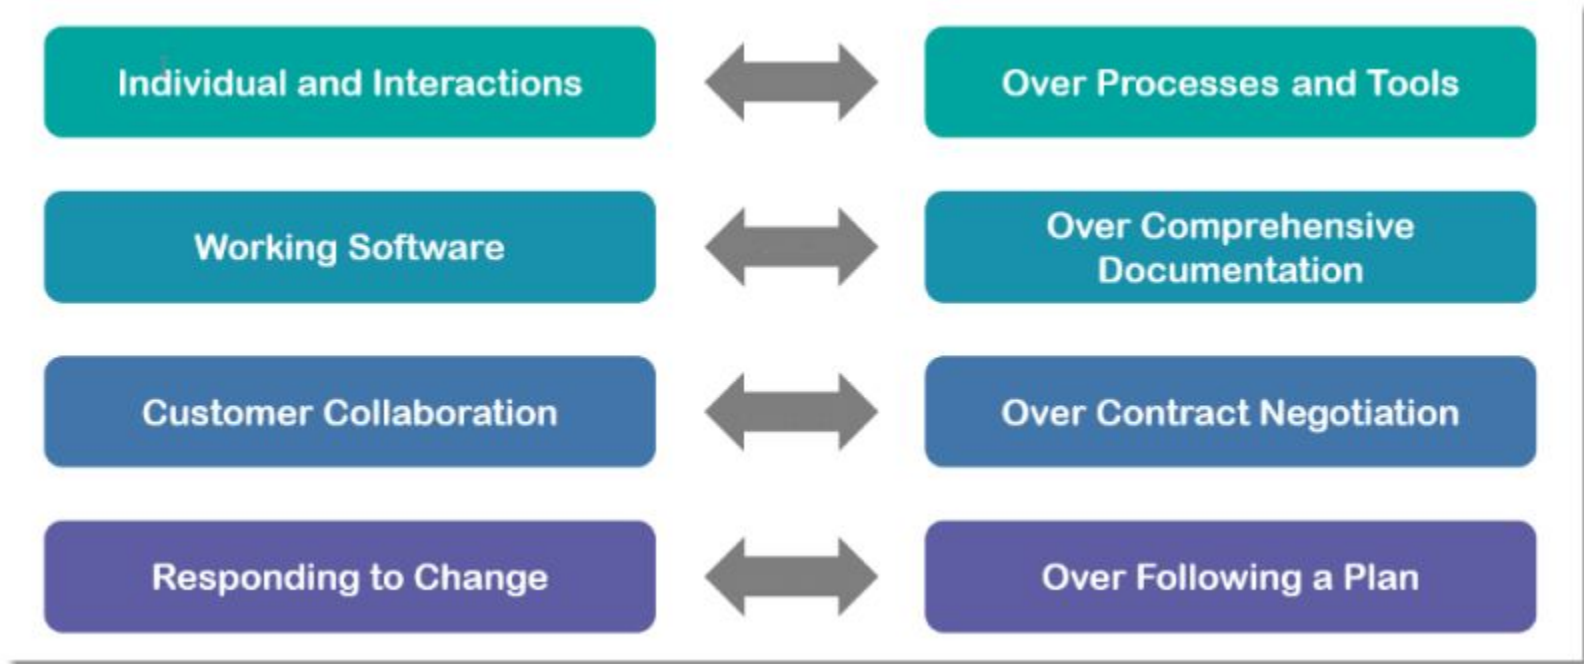 Individual and Interactions
Over Processes and Tools
Working Software
Over Comprehensive
Documentation
Customer Collaboration
Over Contract Negotiation
Responding to Change
Over Following a Plan